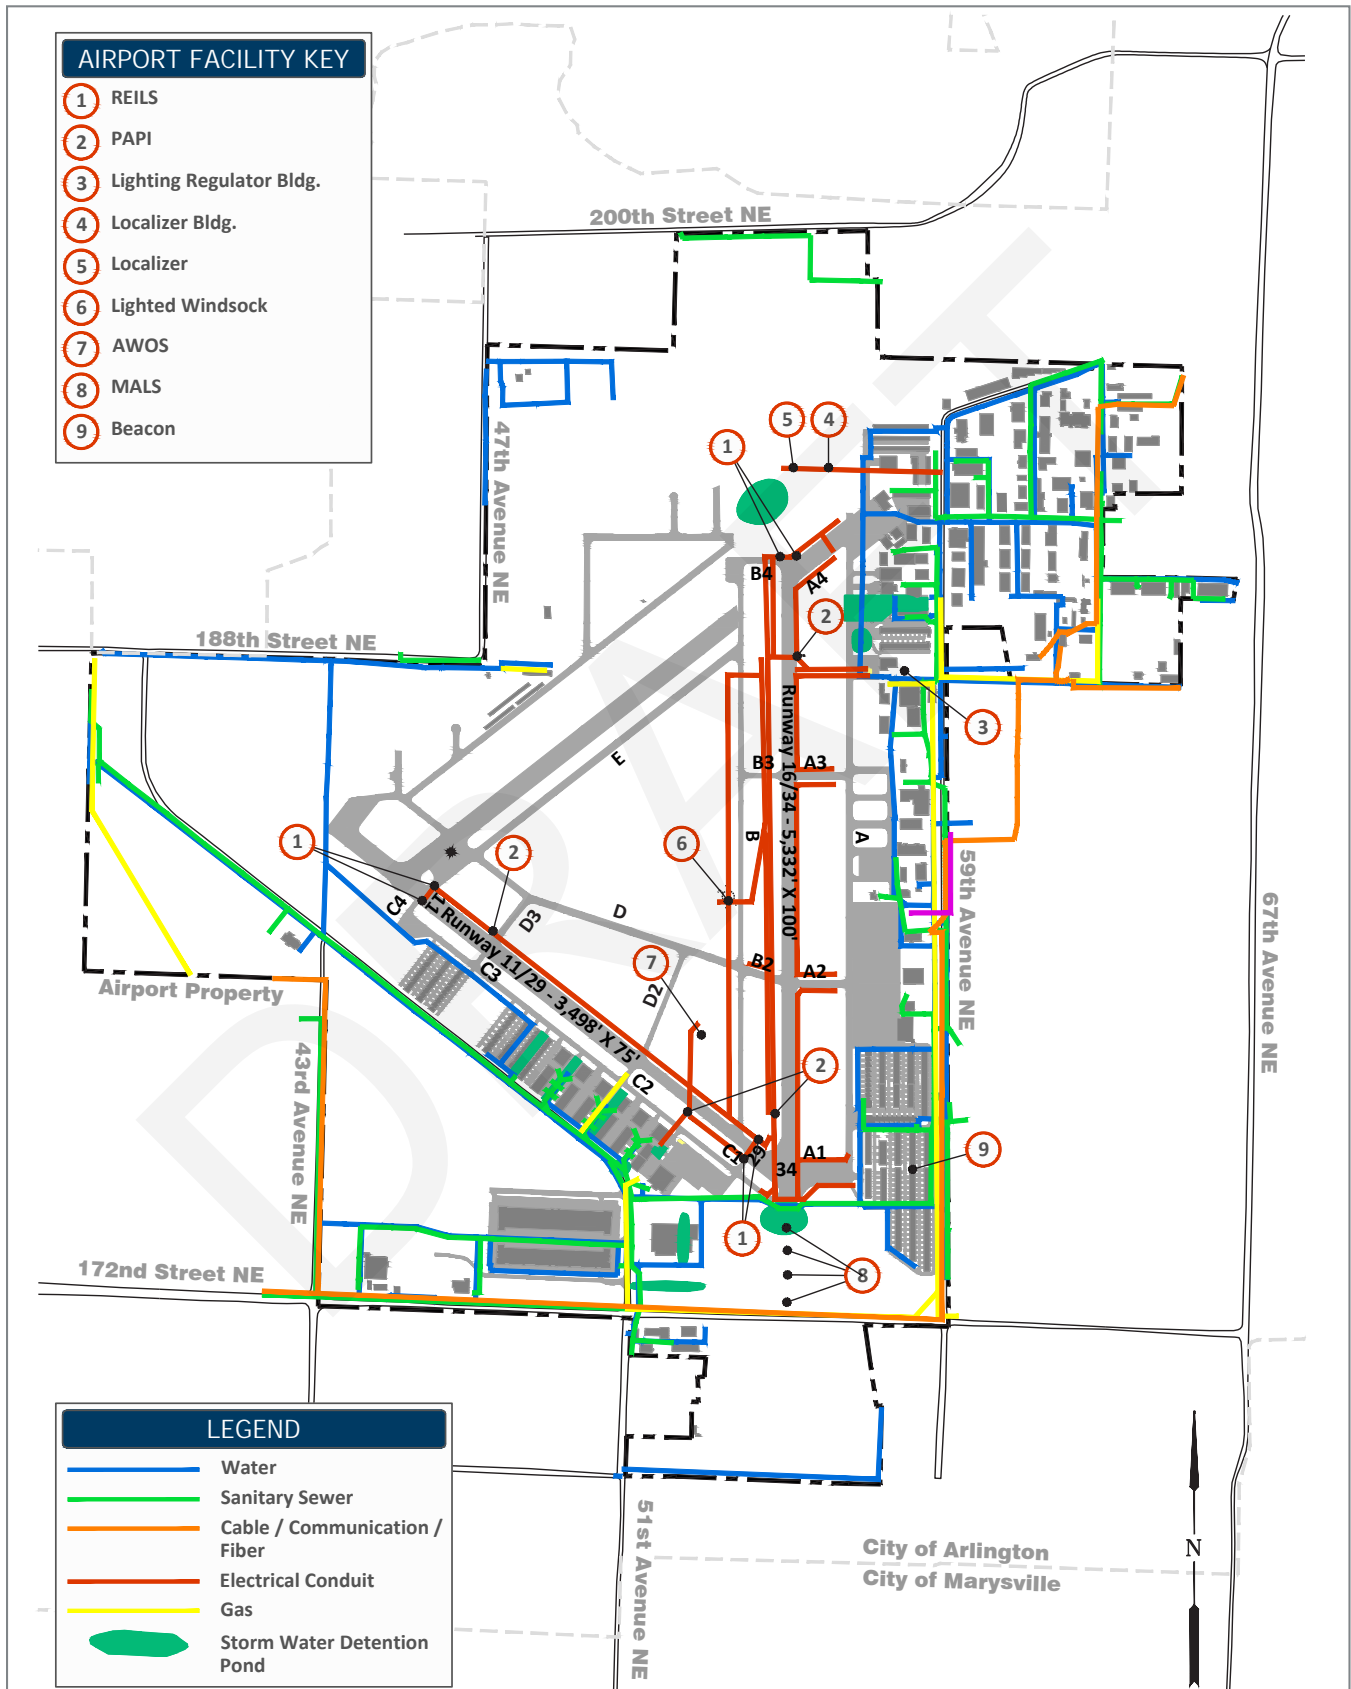 AIRPORT FACILITY KEY
1 REILS
2 PAPI
3 Lighting Regulator Bldg.
4 Localizer Bldg.
5 Localizer
6 Lighted Windsock
7 AWOS
8 MALS
9 Beacon
200th Street NE
47th Avenue NE
5
4
1
B4
A4
2
188th Street NE
3
Runway 16/34 - 5,332' X 100'
E
B3
A3
B
A
1
2
6
59th Avenue NE
67th Avenue NE
C4
11
Runway 11/29 - 3,498' X 75'
D3
D
7
B2
A2
C3
D2
Airport Property
43rd Avenue NE
C2
2
C1
29
A1
34
9
1
8
172nd Street NE
DRAFT
LEGEND
Water
Sanitary Sewer
Cable / Communication /
Fiber
Electrical Conduit
Gas
Storm Water Detention
Pond
51st Avenue NE
City of Arlington
City of Marysville
N